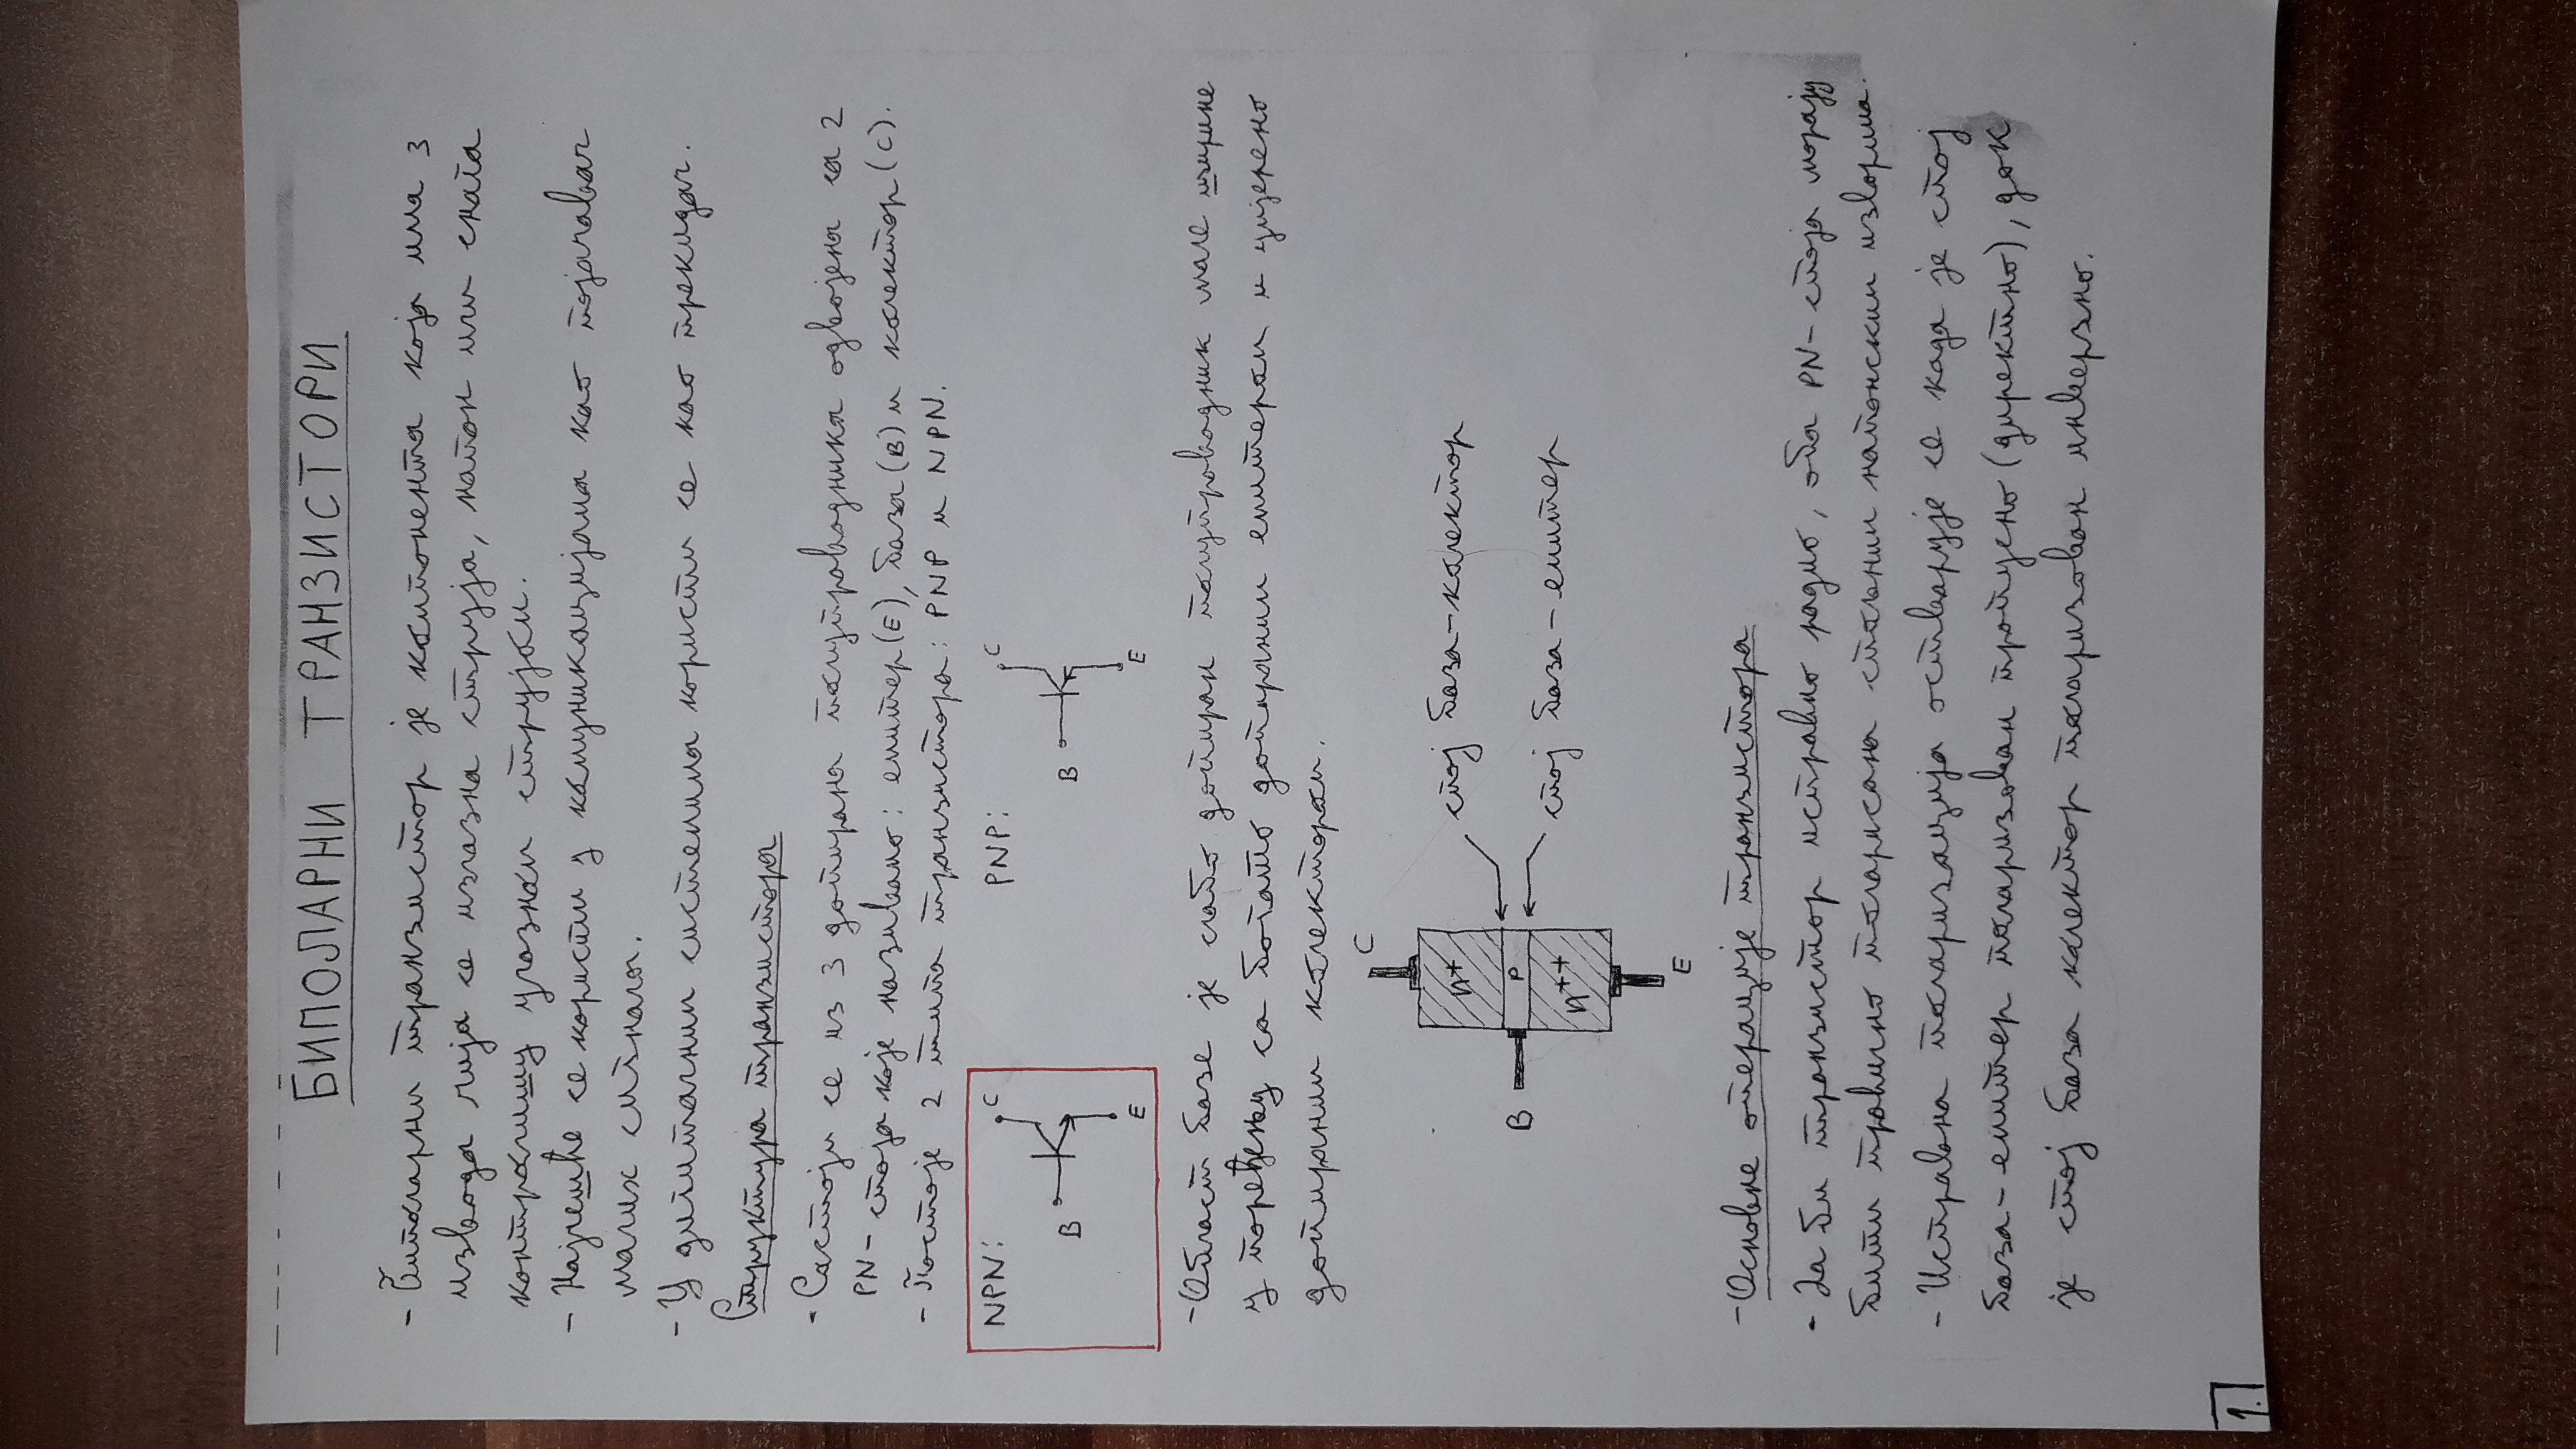 БИПОЛАРНИ ТРАНЗИСТОРИ
- Биполарни транзистор је компонента која има 3
извода чија се излазна струја, напон или снага
контролишу улазном струјом.
- Најчешће се користи у комуникацијама као појачавач
малих сигнала.
- У дигиталним системима користи се као прекидач.
Структура транзистора
- Састоји се из 3 допирана полупроводника одвојена са 2
PN-споја које називамо: емитер(E), база(B) и колектор(C).
- Постоје 2 типа транзистора: PNP и NPN.
NPN: C PNP: C
B B
E E
- Област базе је слабо допиран полупроводник мале ширине
у поређењу са богато допираним емитером и умјерено
допираним колектором.
C
n+ спој база-колектор
B P
n++ спој база-емитер
E
- Основне операције транзистора
- Да би транзистор исправно радио, оба PN-споја морају
бити правилно поларисана спољним напонским изворима.
- Исправна поларизација остварује се када је спој
база-емитер поларизован пропусно (директно), док
је спој база колектор поларизован инверзно.
1.